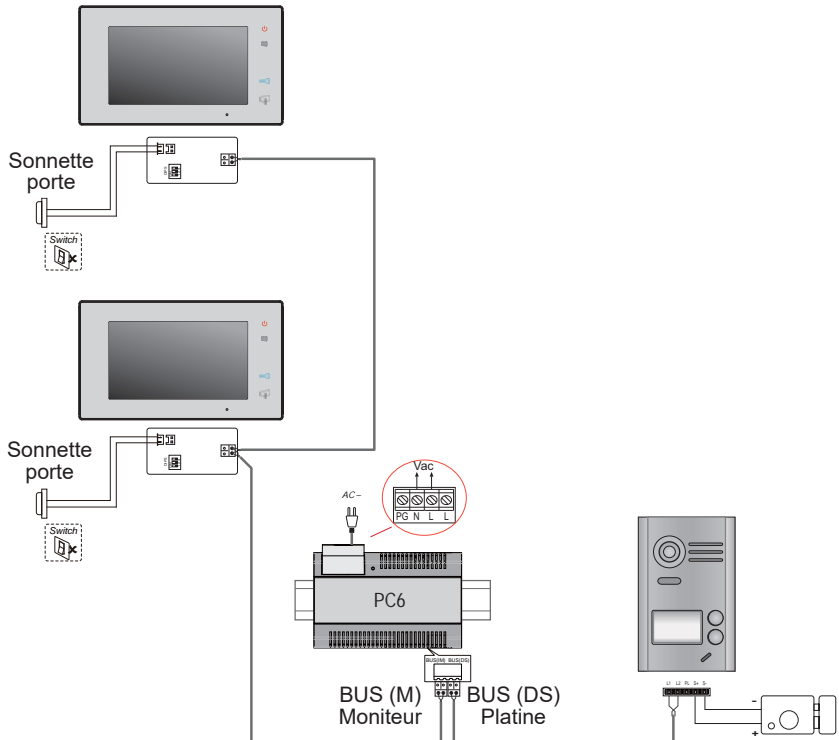 Sonnette
porte
Switch
Sonnette
porte
Switch
Vac
AC~
PG N L L
PC6
BUS(M) BUS(DS)
BUS (M)
Moniteur
BUS (DS)
Platine
L1 L2 PL S+ S-
-
+